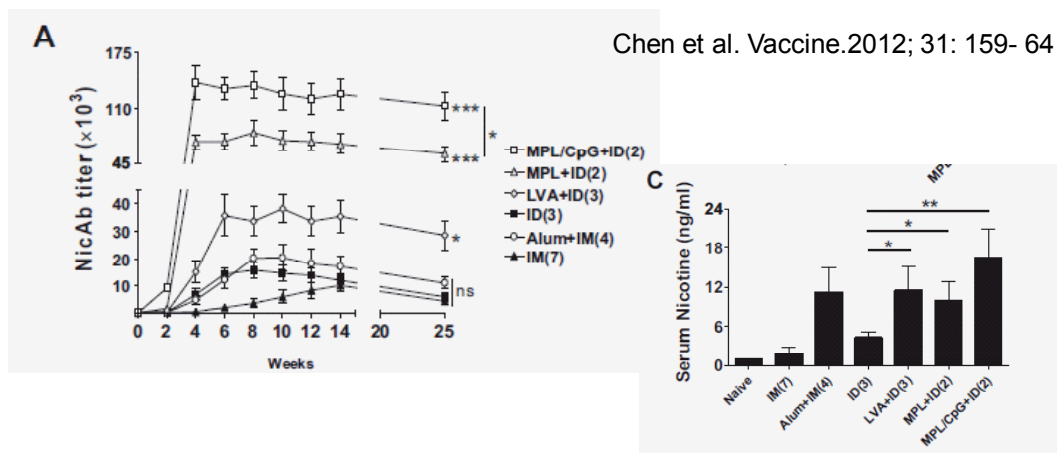 A
Chen et al. Vaccine.2012; 31: 159- 64
NicAb titer (×10³)
175
110
45
40
30
20
10
0 2 4 6 8 10 12 14 20 25
Weeks
***
***
*
*
ns
MPL/CpG+ID(2)
MPL+ID(2)
LVA+ID(3)
ID(3)
Alum+IM(4)
IM(7)
C
Serum Nicotine (ng/ml)
24
18
12
6
0
**
*
*
Naive
IM(7)
Alum+IM(4)
ID(3)
LVA+ID(3)
MPL+ID(2)
MPL/CpG+ID(2)